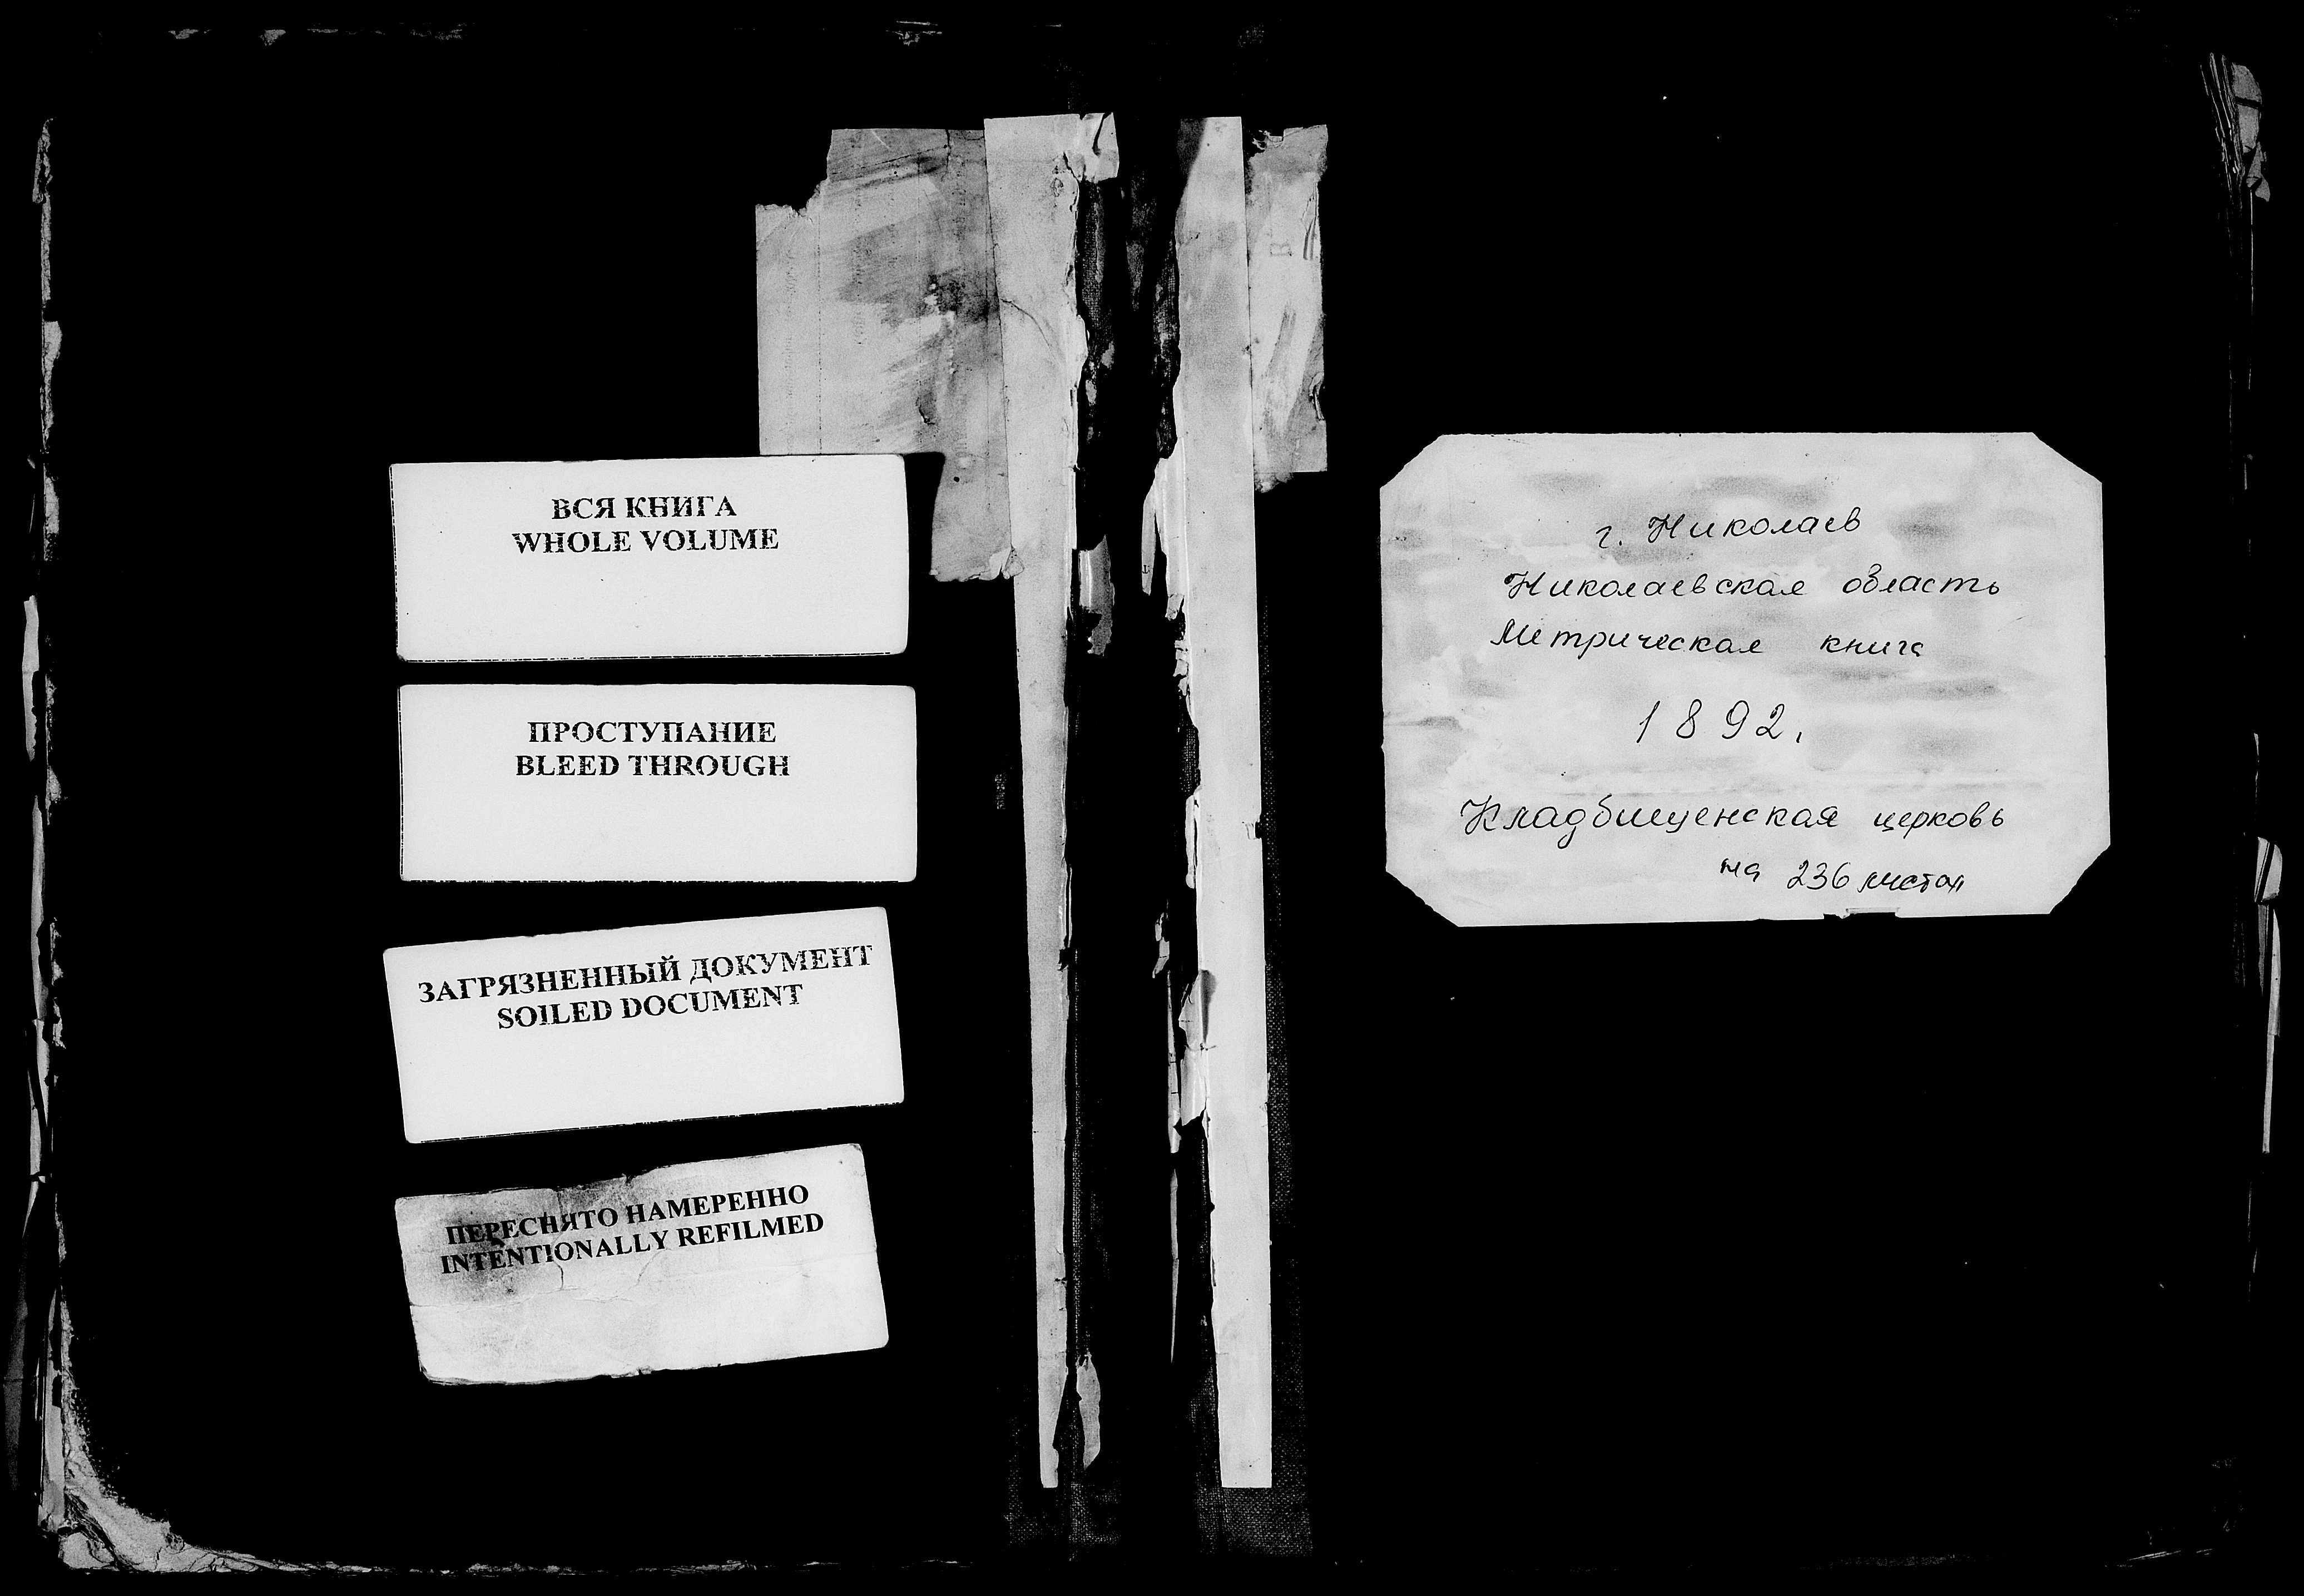 ВСЯ КНИГА
WHOLE VOLUME
ПРОСТУПАНИЕ
BLEED THROUGH
ЗАГРЯЗНЕННЫЙ ДОКУМЕНТ
SOILED DOCUMENT
ПЕРЕСНЯТО НАМЕРЕННО
INTENTIONALLY REFILMED
г. Николаев
Николаевская область
Метрическая книга
1892.
Кладбищенская церковь
на 236 листах